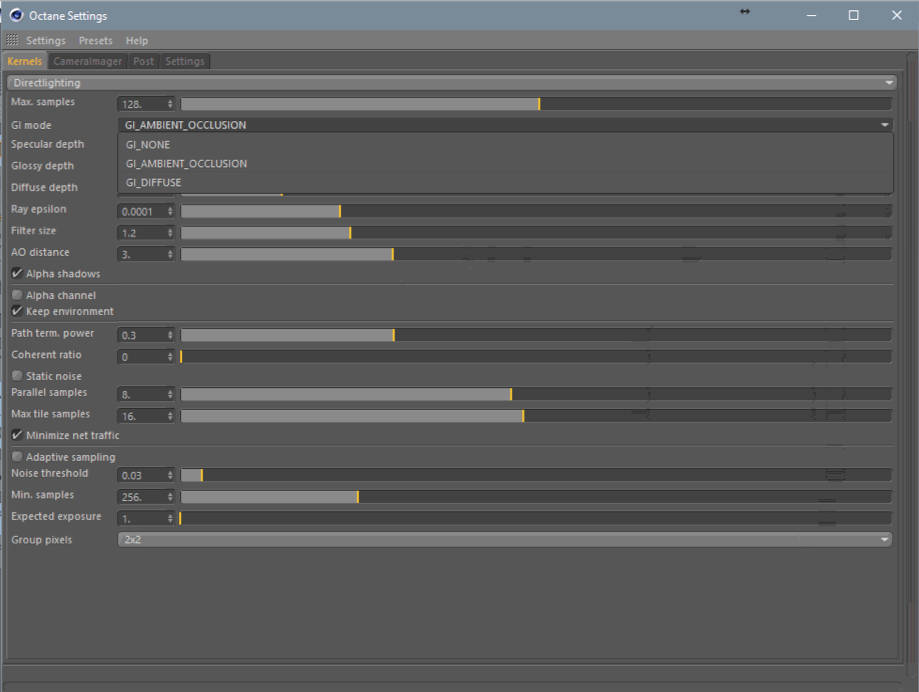 Octane Settings
Settings Presets Help
Kernels CameraImager Post Settings
Directlighting
Max. samples 128.
GI mode GI_AMBIENT_OCCLUSION
Specular depth GI_NONE
Glossy depth GI_AMBIENT_OCCLUSION
Diffuse depth GI_DIFFUSE
Ray epsilon 0.0001
Filter size 1.2
AO distance 3.
Alpha shadows
Alpha channel
Keep environment
Path term. power 0.3
Coherent ratio 0
Static noise
Parallel samples 8.
Max tile samples 16.
Minimize net traffic
Adaptive sampling
Noise threshold 0.03
Min. samples 256.
Expected exposure 1.
Group pixels 2x2